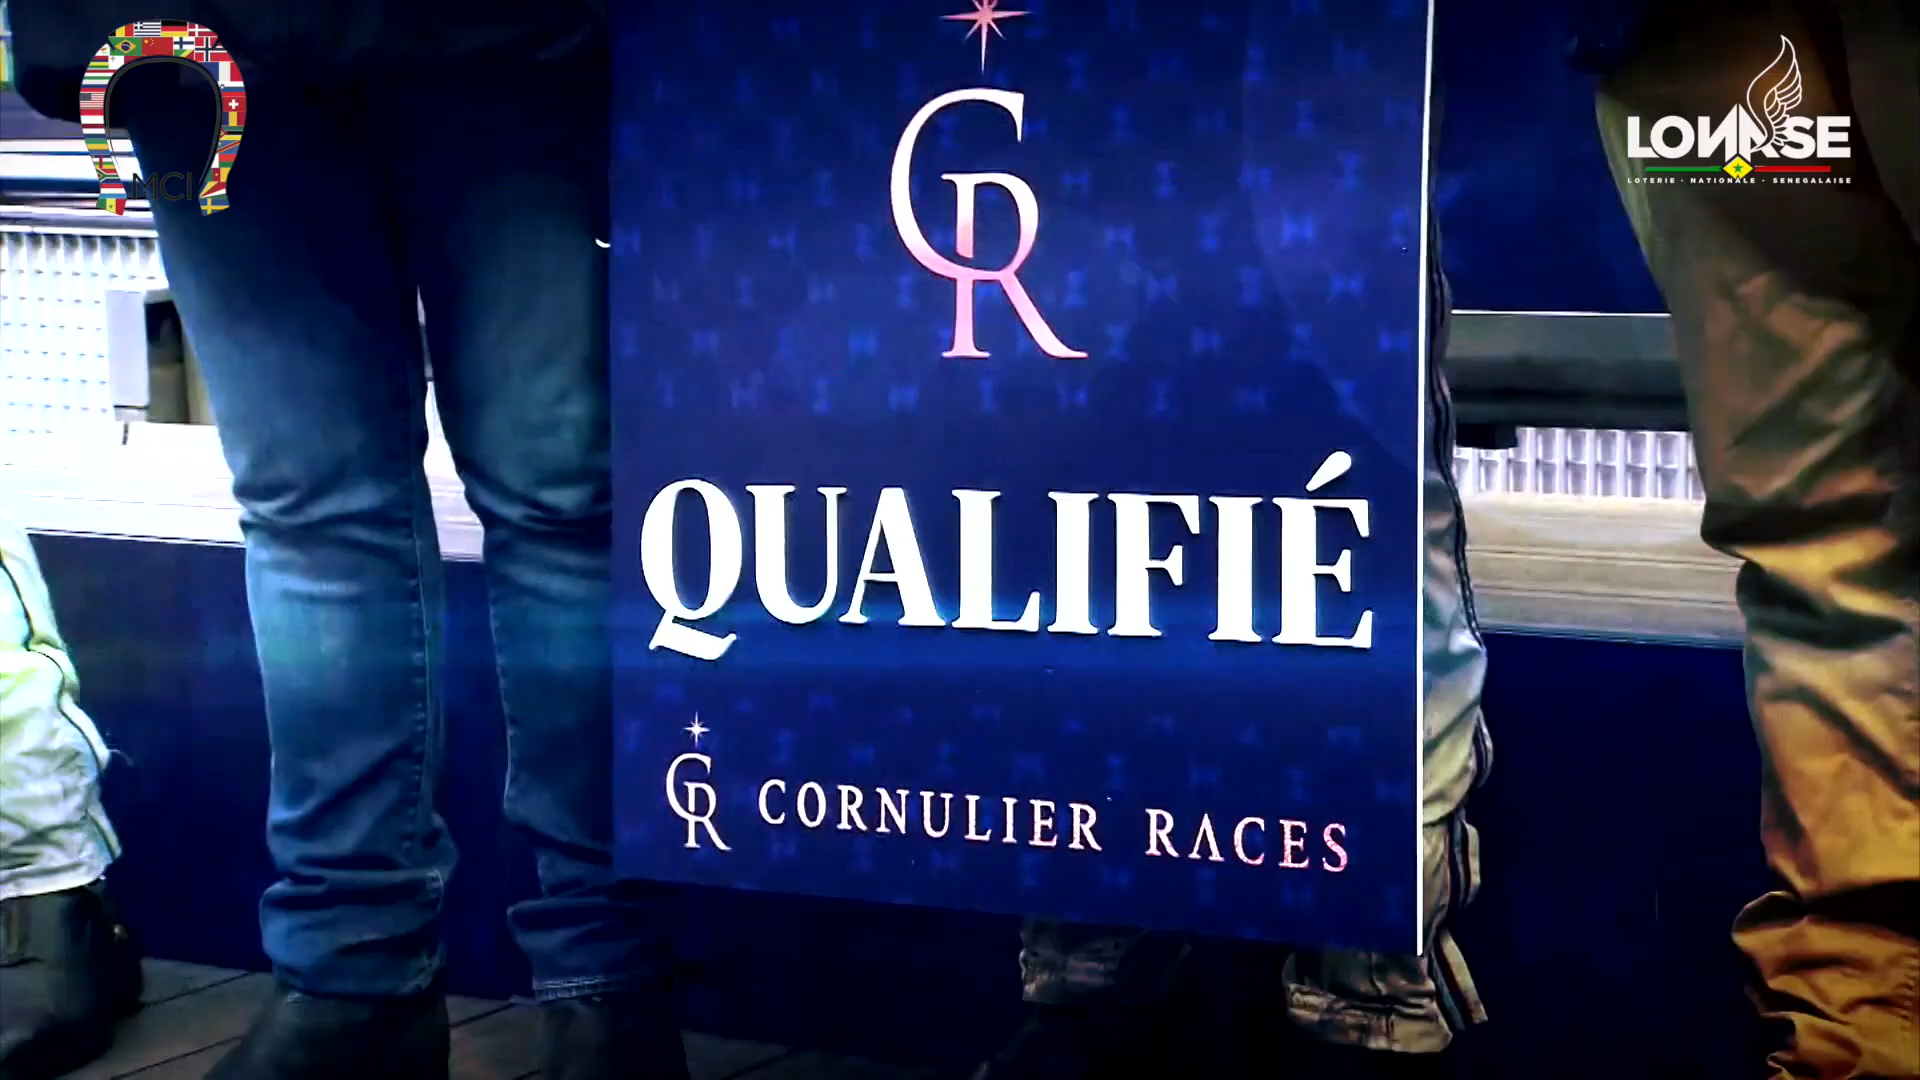 MCI
LONASE
LOTERIE • NATIONALE • SENEGALAISE
CR
QUALIFIÉ
CR CORNULIER RACES